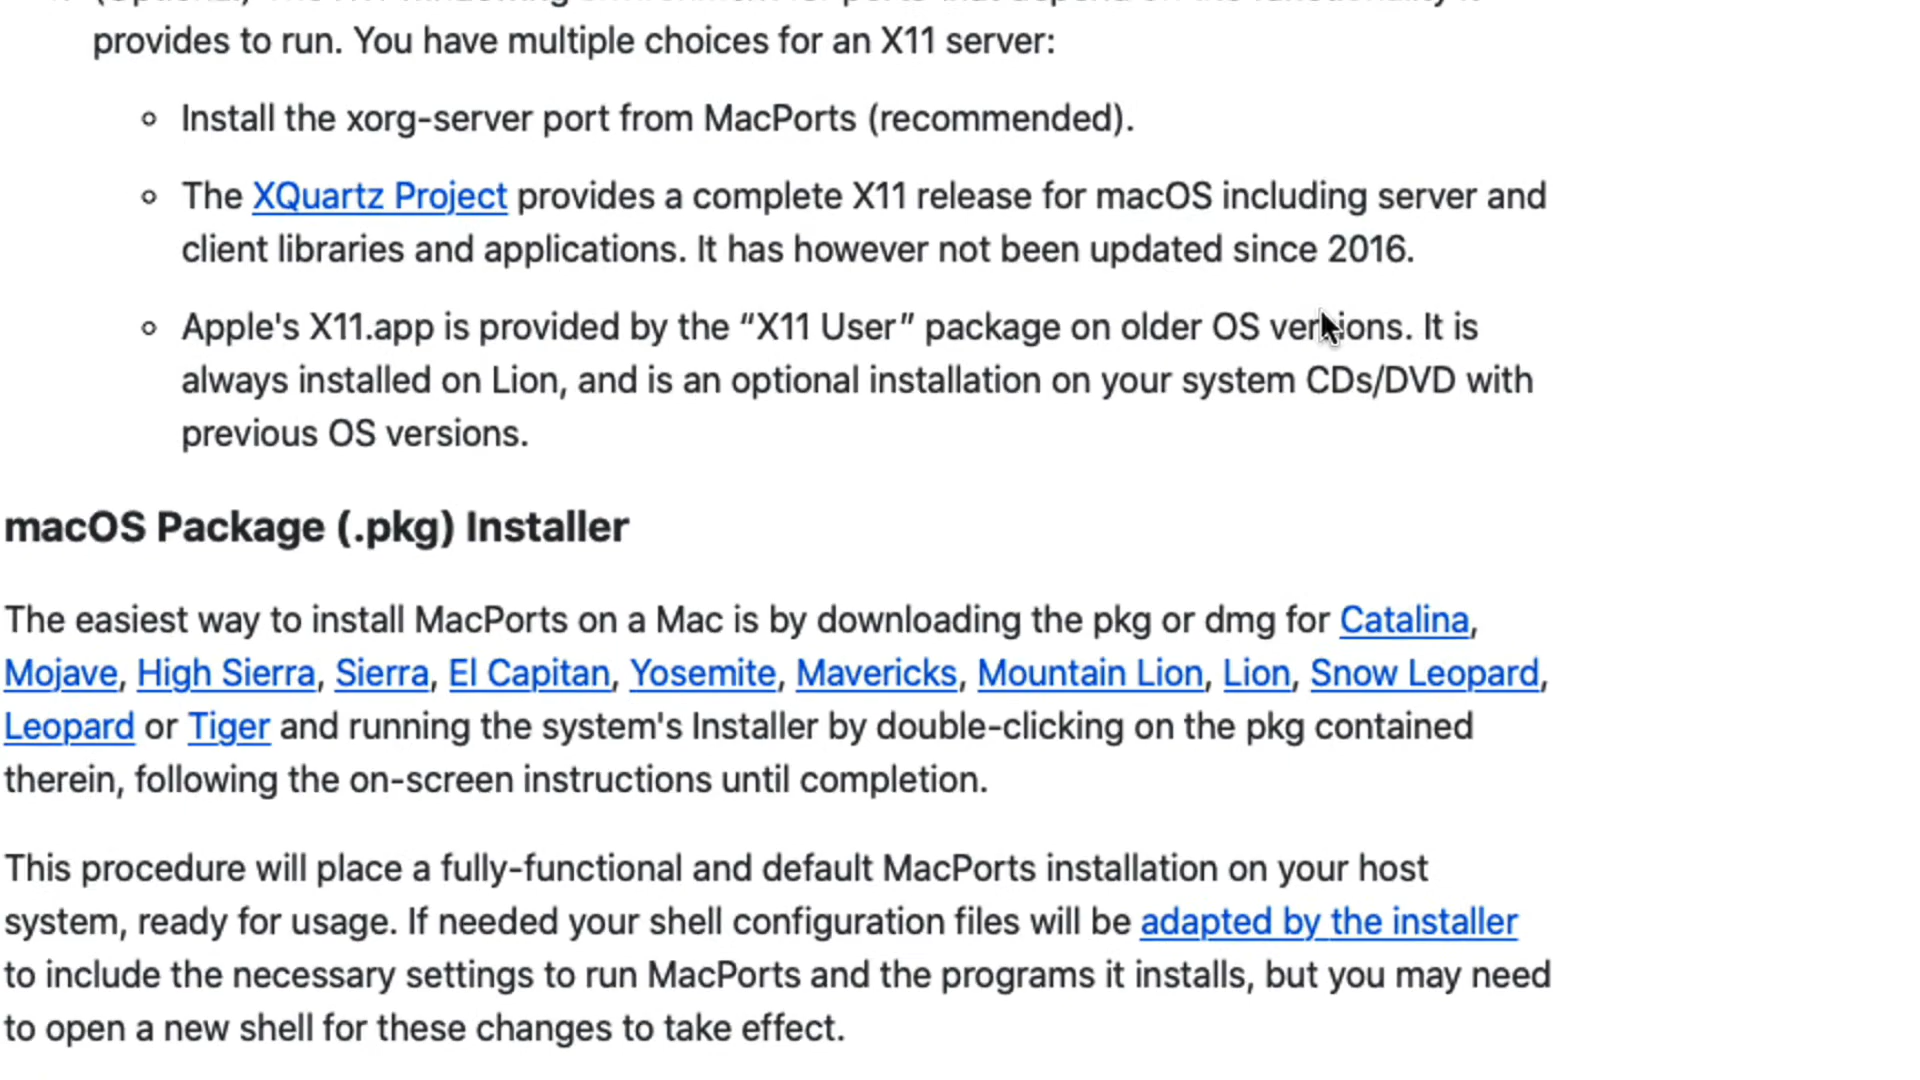 provides to run. You have multiple choices for an X11 server:
Install the xorg-server port from MacPorts (recommended).
The XQuartz Project provides a complete X11 release for macOS including server and
client libraries and applications. It has however not been updated since 2016.
Apple's X11.app is provided by the “X11 User” package on older OS versions. It is
always installed on Lion, and is an optional installation on your system CDs/DVD with
previous OS versions.
macOS Package (.pkg) Installer
The easiest way to install MacPorts on a Mac is by downloading the pkg or dmg for Catalina,
Mojave, High Sierra, Sierra, El Capitan, Yosemite, Mavericks, Mountain Lion, Lion, Snow Leopard,
Leopard or Tiger and running the system's Installer by double-clicking on the pkg contained
therein, following the on-screen instructions until completion.
This procedure will place a fully-functional and default MacPorts installation on your host
system, ready for usage. If needed your shell configuration files will be adapted by the installer
to include the necessary settings to run MacPorts and the programs it installs, but you may need
to open a new shell for these changes to take effect.